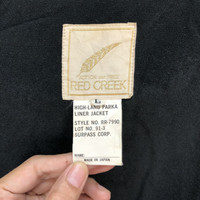 RED CREEK
L
HIGH-LAND PARKA
LINER JACKET
STYLE NO. RR-7990
LOT NO. 91-3
SURPASS CORP.
MADE IN JAPAN